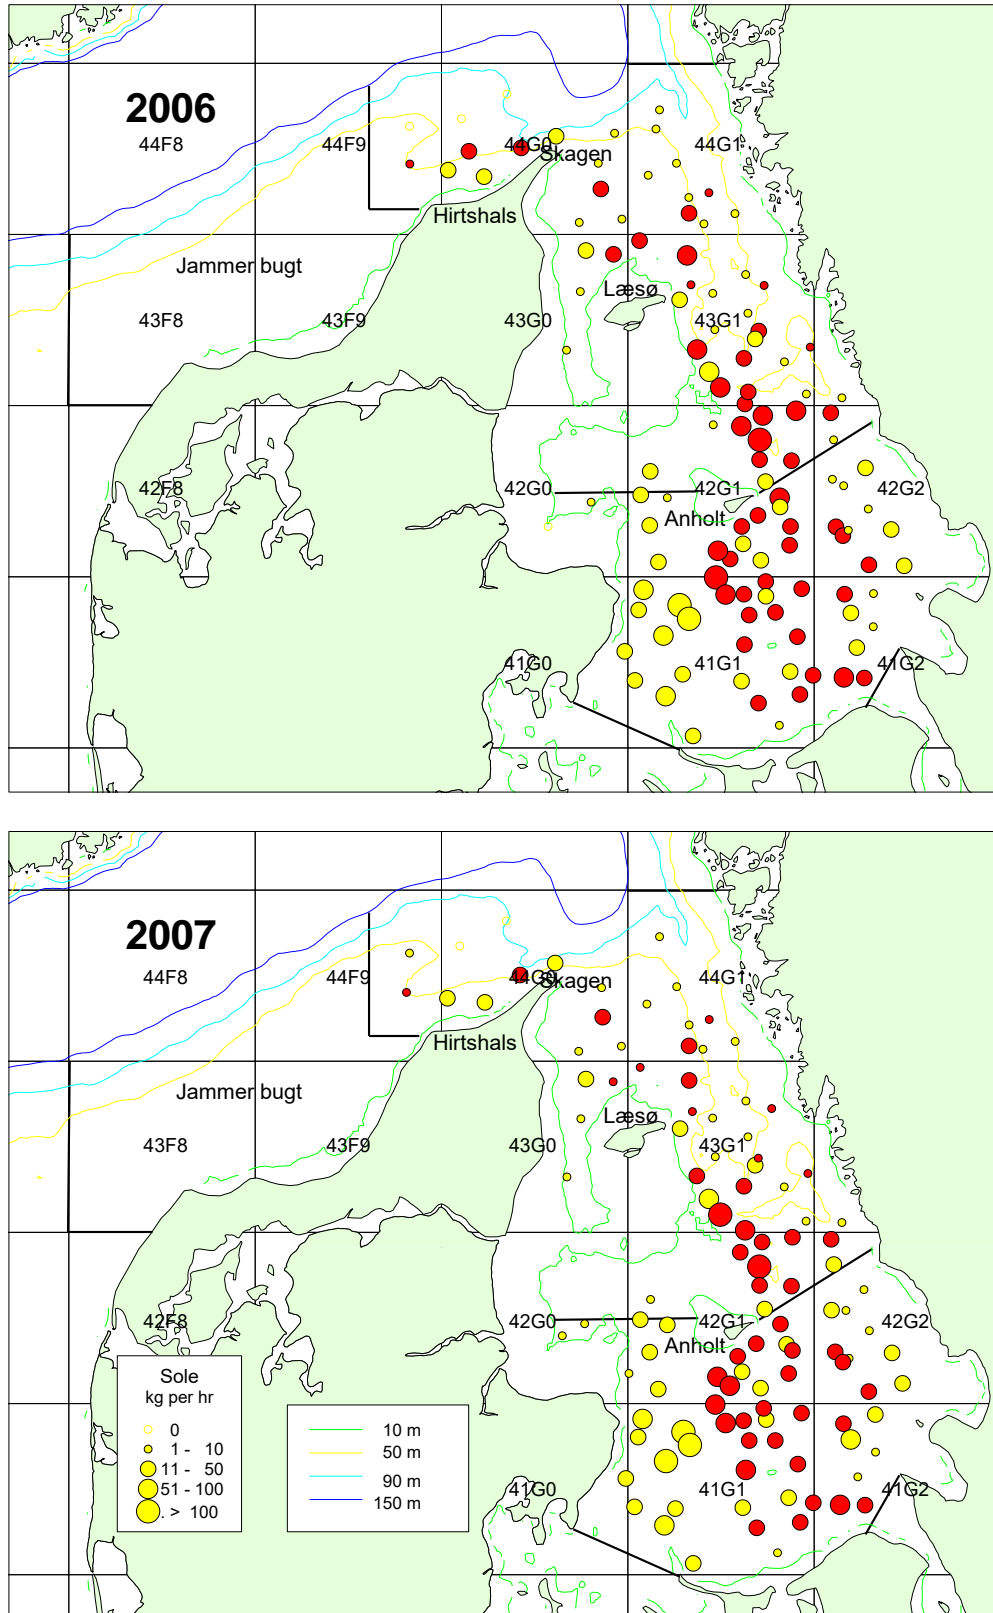 2006
44F8
44F9
44G0
44G1
Skagen
Hirtshals
Jammer bugt
Læsø
43F8
43F9
43G0
43G1
42F8
42G0
42G1
42G2
Anholt
41G0
41G1
41G2
2007
44F8
44F9
44G0
44G1
Skagen
Hirtshals
Jammer bugt
Læsø
43F8
43F9
43G0
43G1
42F8
42G0
42G1
42G2
Anholt
Sole
kg per hr
0
1 - 10
11 - 50
51 - 100
. > 100
10 m
50 m
90 m
150 m
41G0
41G1
41G2